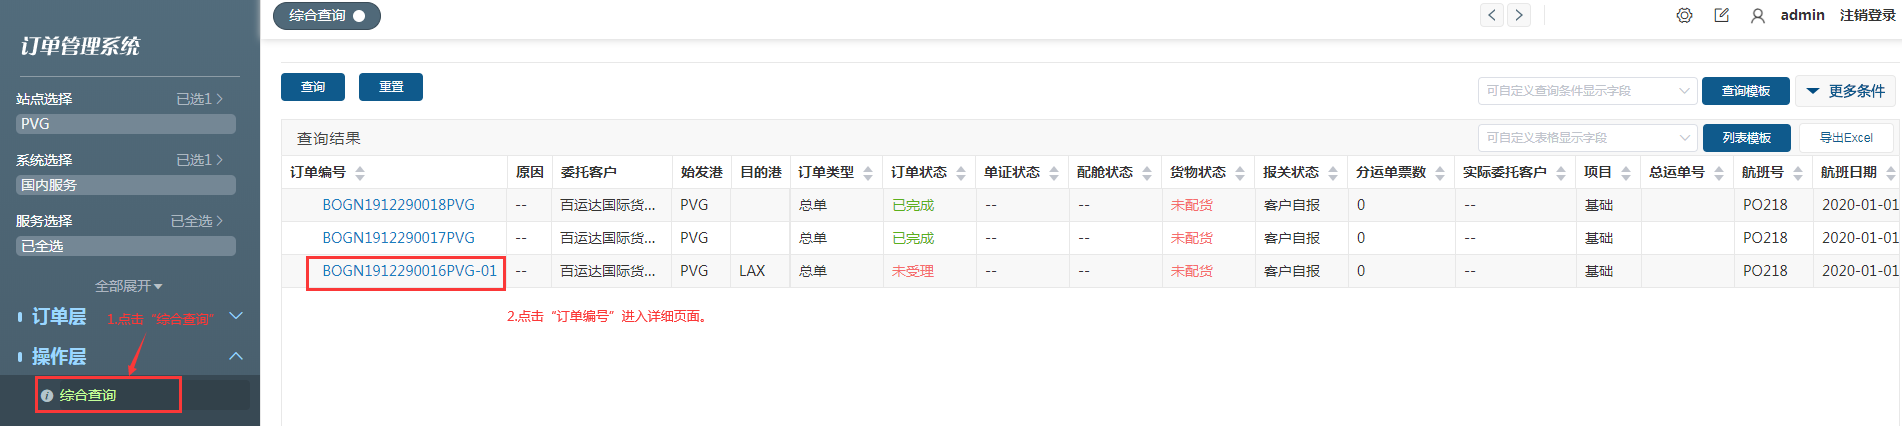 综合查询
admin 注销登录
订单管理系统
站点选择 已选1
PVG
系统选择 已选1
国内服务
服务选择 已全选
已全选
全部展开
订单层
1.点击“综合查询”
操作层
综合查询
查询 重置
可自定义查询条件显示字段 查询模板 更多条件
查询结果
可自定义表格显示字段 列表模板 导出Excel
订单编号 原因 委托客户 始发港 目的港 订单类型 订单状态 单证状态 配舱状态 货物状态 报关状态 分运单票数 实际委托客户 项目 总运单号 航班号 航班日期
BOGN1912290018PVG -- 百运达国际货... PVG 总单 已完成 -- -- 未配货 客户自报 0 -- 基础 PO218 2020-01-01
BOGN1912290017PVG -- 百运达国际货... PVG 总单 已完成 -- -- 未配货 客户自报 0 -- 基础 PO218 2020-01-01
BOGN1912290016PVG-01 -- 百运达国际货... PVG LAX 总单 未受理 -- -- 未配货 客户自报 0 -- 基础 PO218 2020-01-01
2.点击“订单编号”进入详细页面。